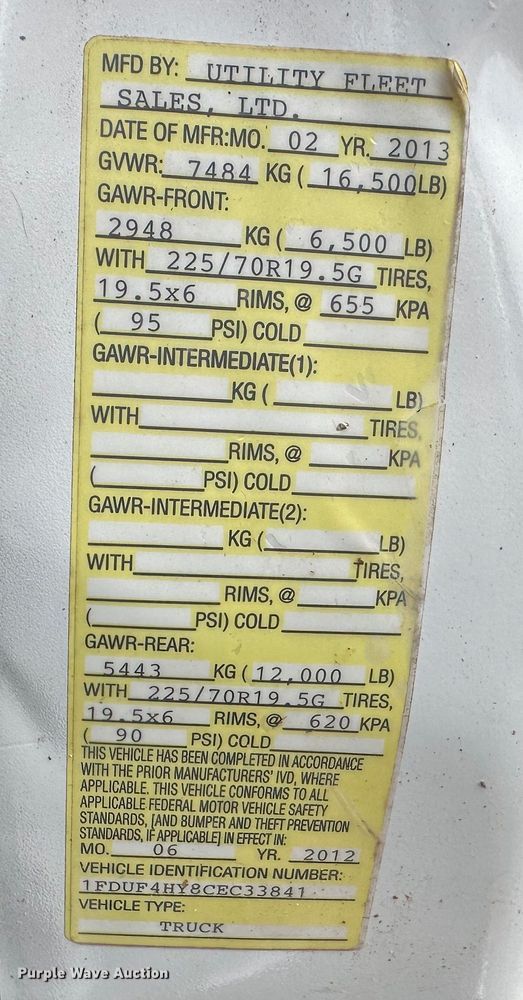 MFD BY: UTILITY FLEET
SALES, LTD.
DATE OF MFR:MO. 02 YR. 2013
GVWR: 7484 KG ( 16,500LB)
GAWR-FRONT:
2948 KG ( 6,500 LB)
WITH 225/70R19.5G TIRES,
19.5x6 RIMS, @ 655 KPA
( 95 PSI) COLD
GAWR-INTERMEDIATE(1):
KG ( LB)
WITH TIRES,
RIMS, @ KPA
( PSI) COLD
GAWR-INTERMEDIATE(2):
KG ( LB)
WITH TIRES,
RIMS, @ KPA
( PSI) COLD
GAWR-REAR:
5443 KG ( 12,000 LB)
WITH 225/70R19.5G TIRES,
19.5x6 RIMS, @ 620 KPA
( 90 PSI) COLD
THIS VEHICLE HAS BEEN COMPLETED IN ACCORDANCE
WITH THE PRIOR MANUFACTURERS' IVD, WHERE
APPLICABLE. THIS VEHICLE CONFORMS TO ALL
APPLICABLE FEDERAL MOTOR VEHICLE SAFETY
STANDARDS, [AND BUMPER AND THEFT PREVENTION
STANDARDS, IF APPLICABLE] IN EFFECT IN:
MO. 06 YR. 2012
VEHICLE IDENTIFICATION NUMBER:
1FDUF4HY8CEC33841
VEHICLE TYPE:
TRUCK
Purple Wave Auction